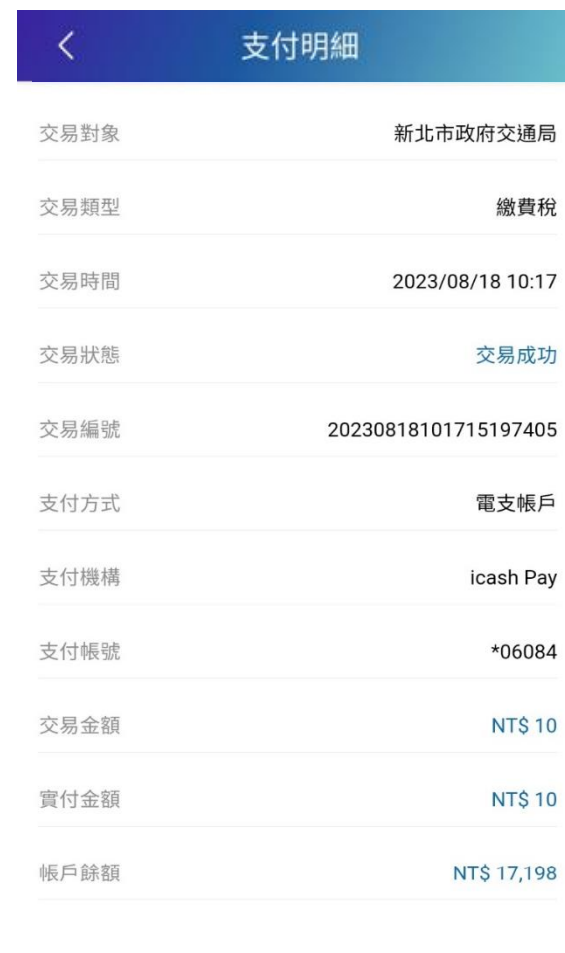 支付明細
交易對象 新北市政府交通局
交易類型 繳費稅
交易時間 2023/08/18 10:17
交易狀態 交易成功
交易編號 20230818101715197405
支付方式 電支帳戶
支付機構 icash Pay
支付帳號 *06084
交易金額 NT$ 10
實付金額 NT$ 10
帳戶餘額 NT$ 17,198